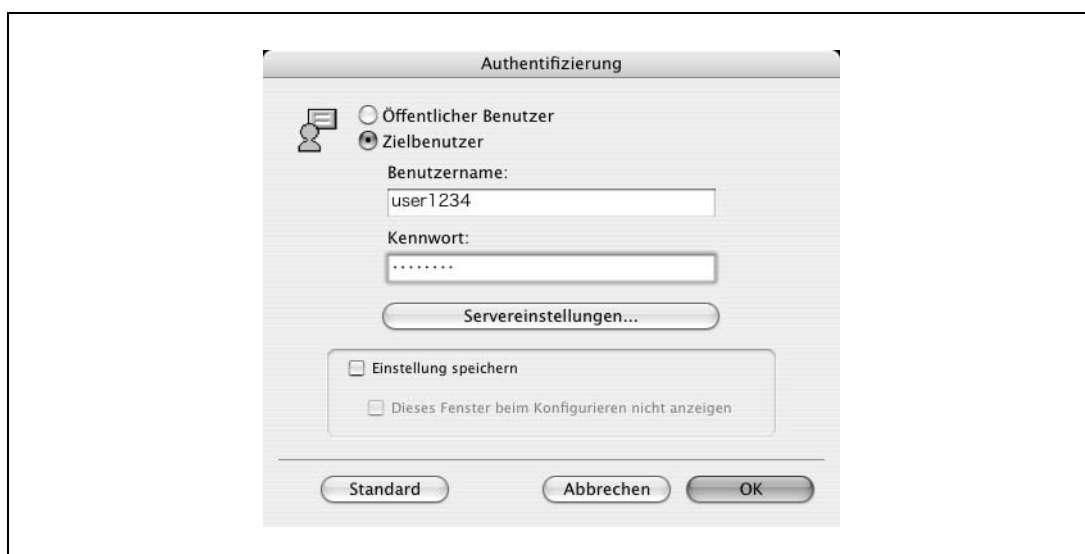 Authentifizierung
Öffentlicher Benutzer
Zielbenutzer
Benutzername:
user1234
Kennwort:
········
Servereinstellungen...
Einstellung speichern
Dieses Fenster beim Konfigurieren nicht anzeigen
Standard Abbrechen OK